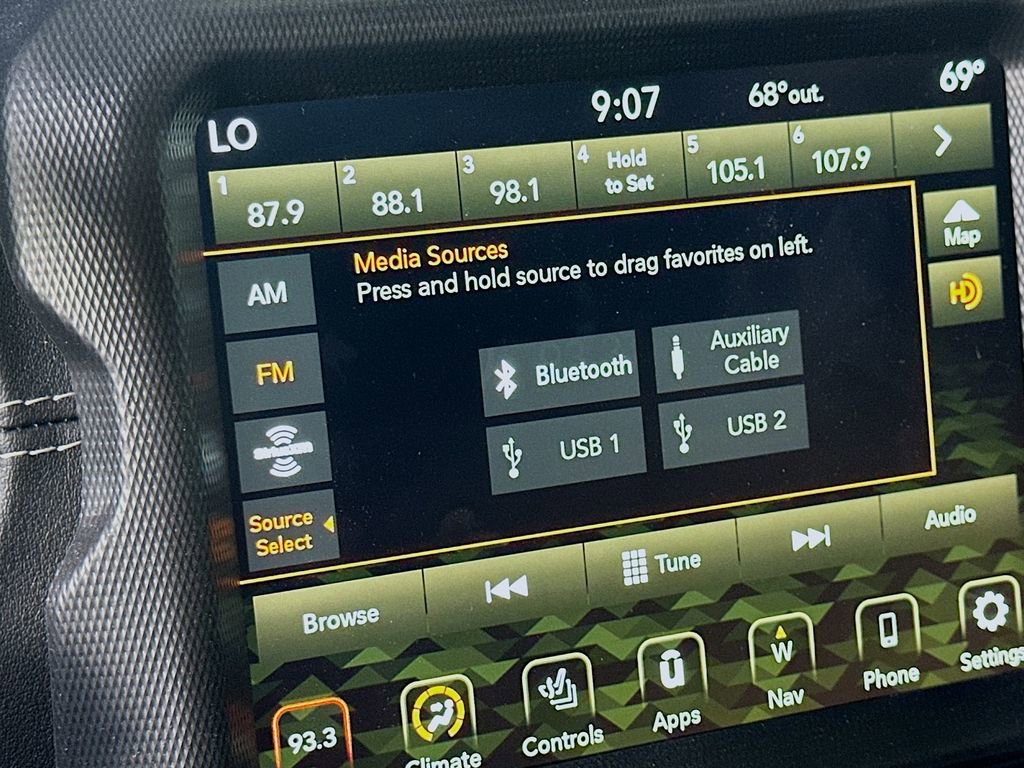 LO 9:07 68°out. 69°
1 87.9 2 88.1 3 98.1 4 Hold to Set 5 105.1 6 107.9
Map
HD
Media Sources
Press and hold source to drag favorites on left.
AM
FM
Source
Select
Bluetooth
Auxiliary
Cable
USB 1
USB 2
Browse
Tune
Audio
93.3
Climate
Controls
Apps
W
Nav
Phone
Settings